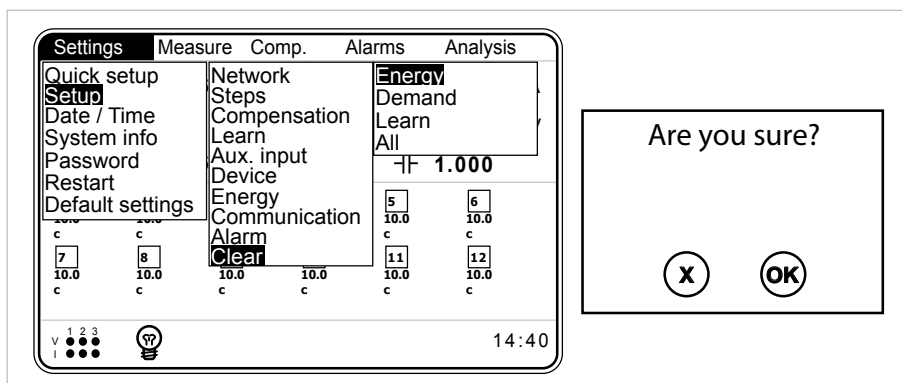 Settings Measure Comp. Alarms Analysis
Quick setup
Setup
Date / Time
System info
Password
Restart
Default settings
Network
Steps
Compensation
Learn
Aux. input
Device
Energy
Communication
Alarm
Clear
Energy
Demand
Learn
All
1.000
5 6
10.0 10.0
c c c c
7 8 11 12
10.0 10.0 10.0 10.0 10.0 10.0
c c c c c c
1 2 3
V
I
14:40
Are you sure?
X OK